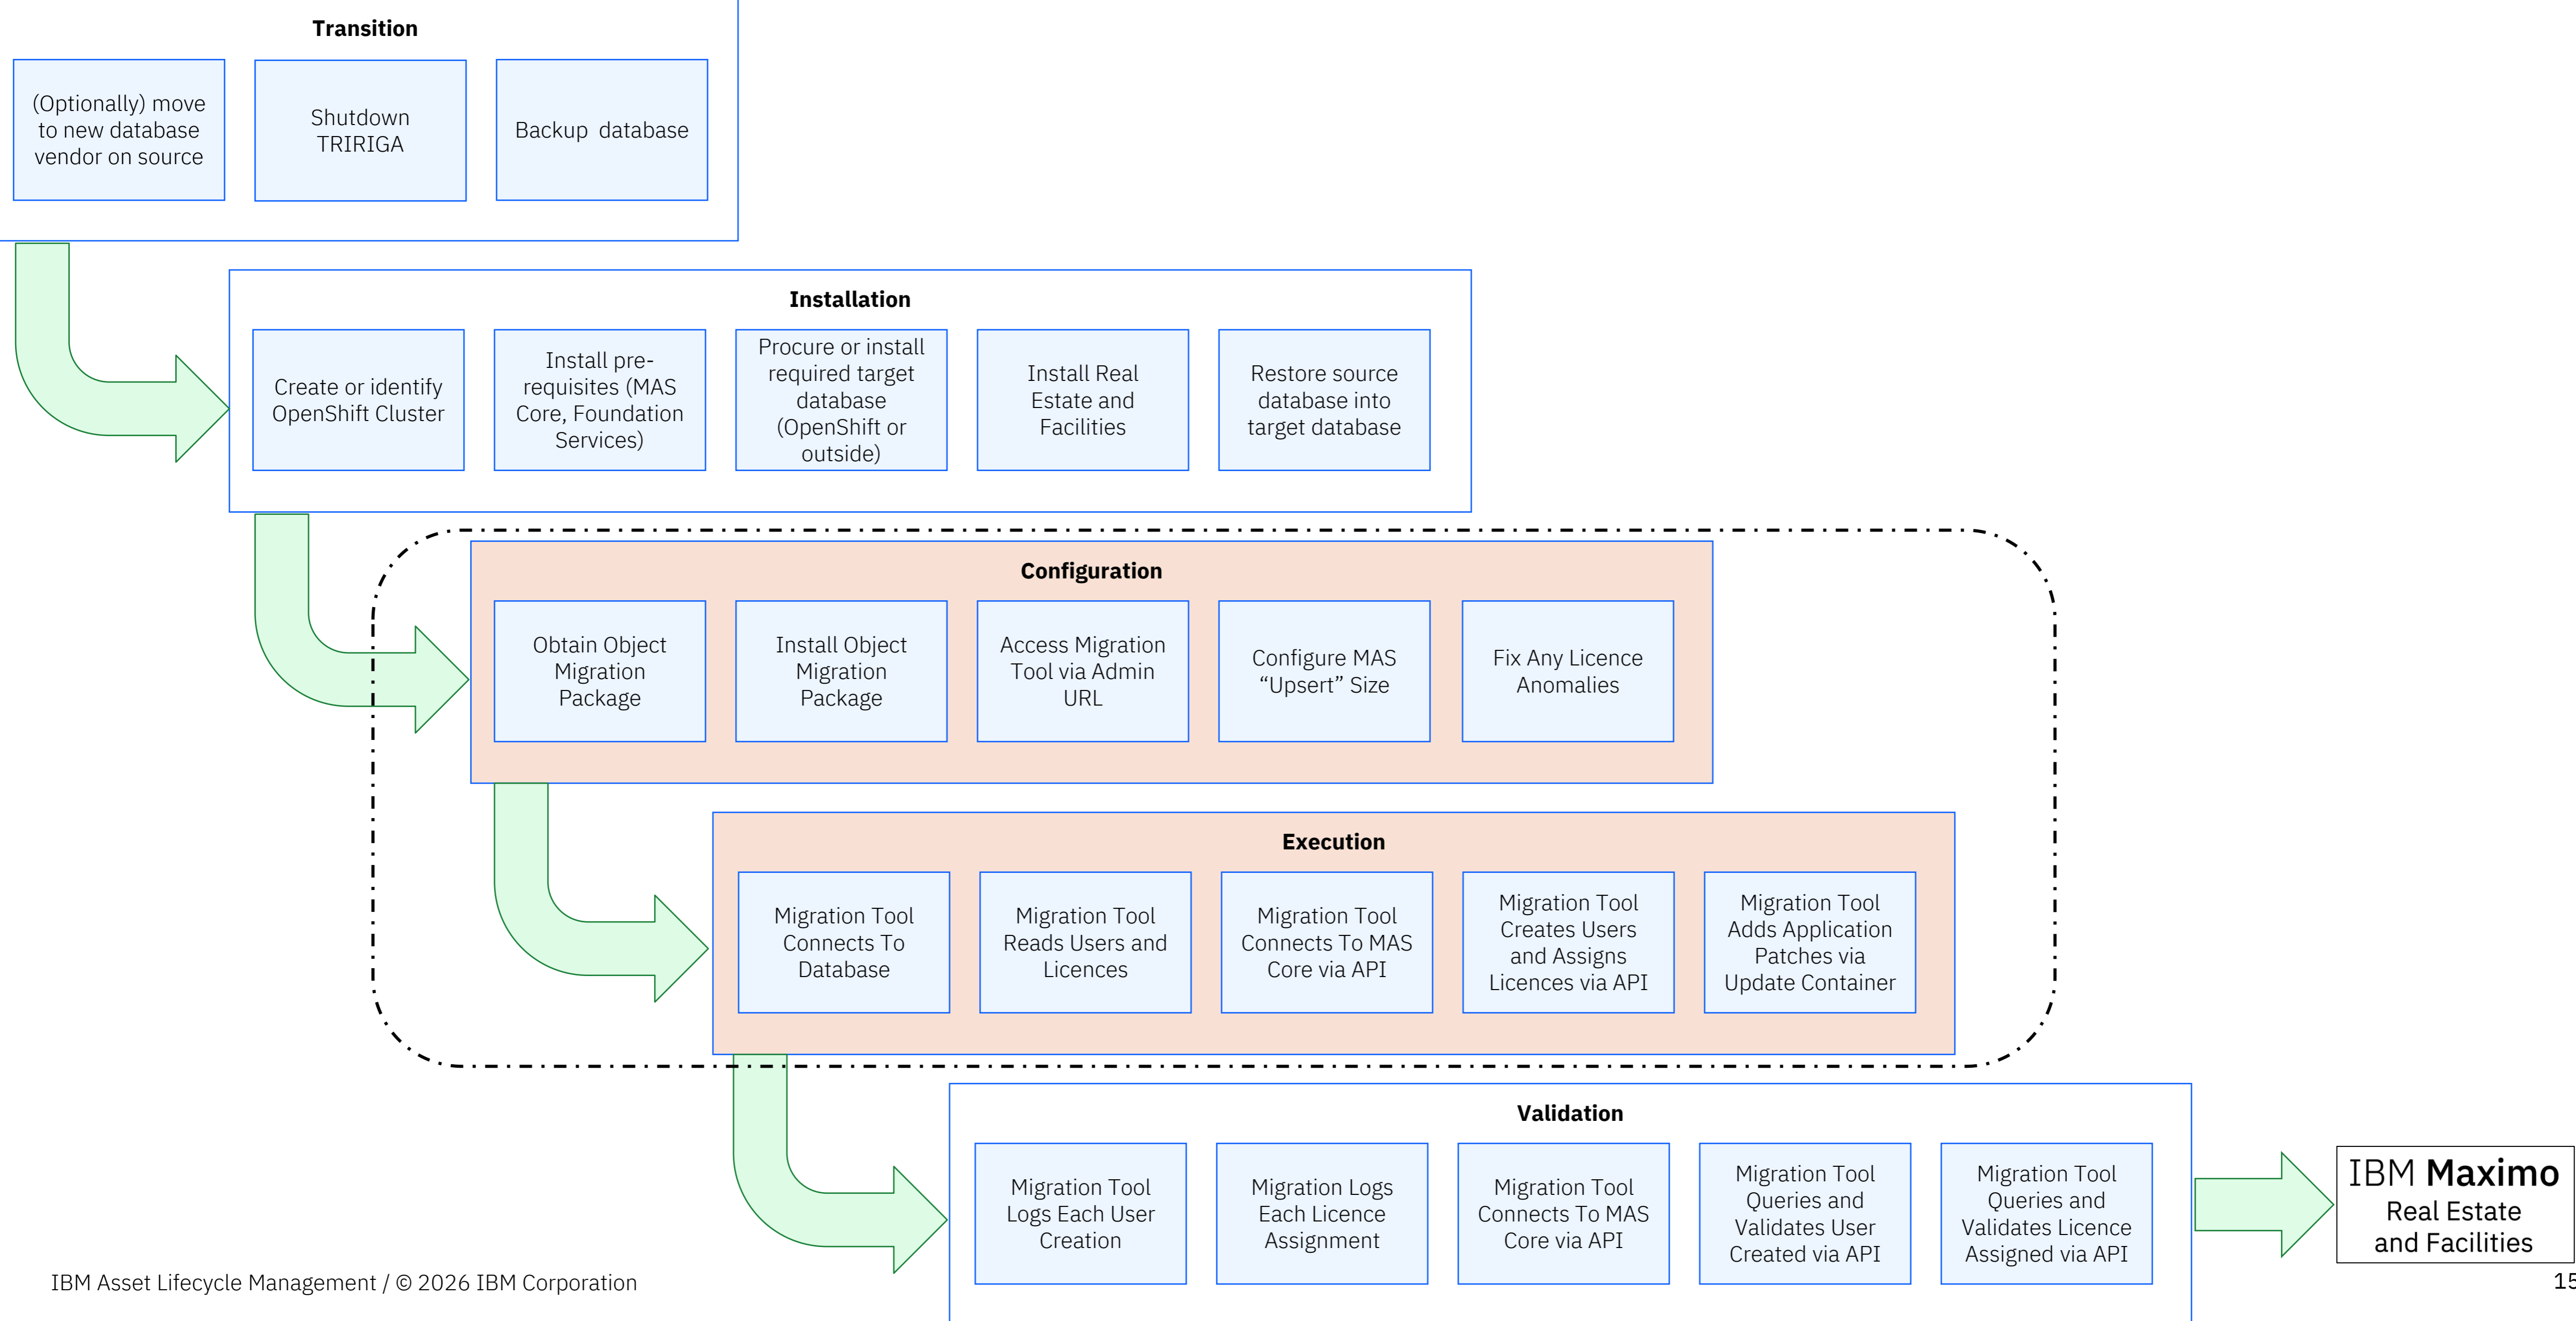 Transition
(Optionally) move
to new database
vendor on source
Shutdown
TRIRIGA
Backup database
Installation
Create or identify
OpenShift Cluster
Install pre-
requisites (MAS
Core, Foundation
Services)
Procure or install
required target
database
(OpenShift or
outside)
Install Real
Estate and
Facilities
Restore source
database into
target database
Configuration
Obtain Object
Migration
Package
Install Object
Migration
Package
Access Migration
Tool via Admin
URL
Configure MAS
“Upsert” Size
Fix Any Licence
Anomalies
Execution
Migration Tool
Connects To
Database
Migration Tool
Reads Users and
Licences
Migration Tool
Connects To MAS
Core via API
Migration Tool
Creates Users
and Assigns
Licences via API
Migration Tool
Adds Application
Patches via
Update Container
Validation
Migration Tool
Logs Each User
Creation
Migration Logs
Each Licence
Assignment
Migration Tool
Connects To MAS
Core via API
Migration Tool
Queries and
Validates User
Created via API
Migration Tool
Queries and
Validates Licence
Assigned via API
IBM Maximo
Real Estate
and Facilities
IBM Asset Lifecycle Management / © 2026 IBM Corporation
15